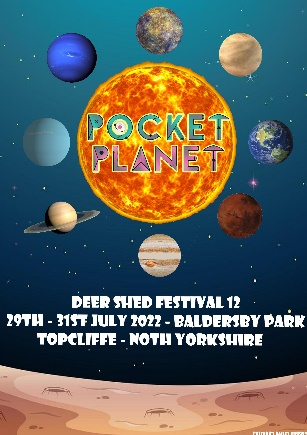 POCKET
PLANET
DEER SHED FESTIVAL 12
29TH - 31ST JULY 2022 - BALDERSBY PARK
TOPCLIFFE - NOTH YORKSHIRE